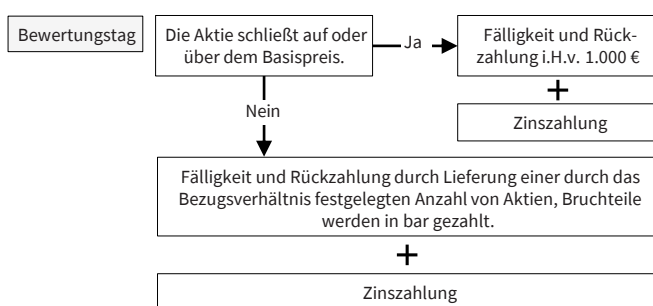 Bewertungstag
Die Aktie schließt auf oder
über dem Basispreis.
Ja
Fälligkeit und Rück-
zahlung i.H.v. 1.000 €
+
Zinszahlung
Nein
Fälligkeit und Rückzahlung durch Lieferung einer durch das
Bezugsverhältnis festgelegten Anzahl von Aktien, Bruchteile
werden in bar gezahlt.
+
Zinszahlung